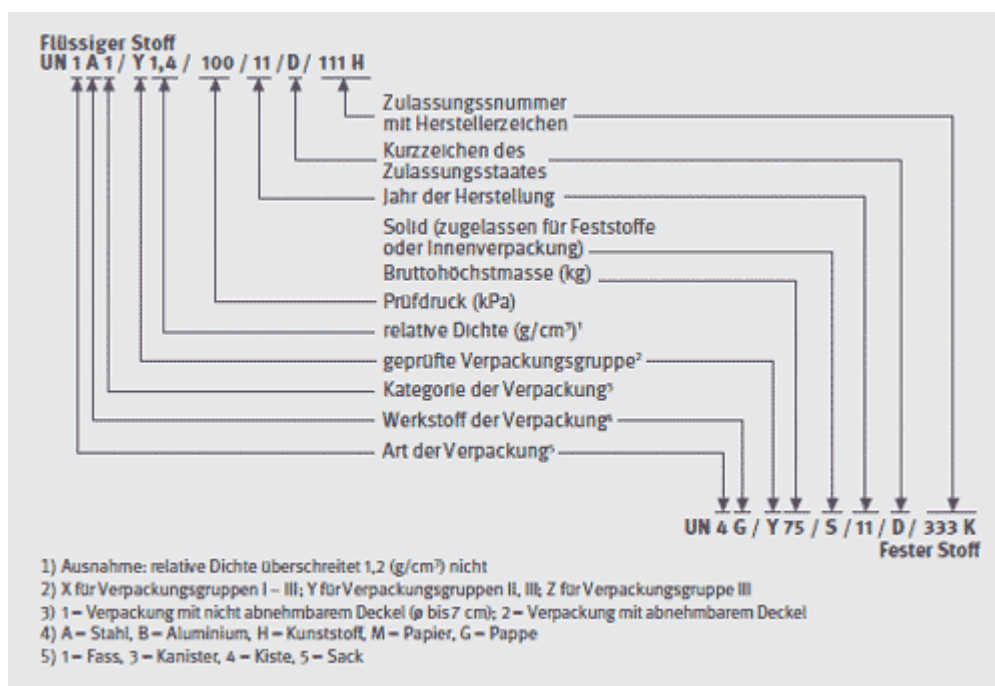 Flüssiger Stoff
UN 1 A 1 / Y 1,4 / 100 / 11 / D / 111 H
Zulassungssnummer
mit Herstellerzeichen
Kurzzeichen des
Zulassungsstaates
Jahr der Herstellung
Solid (zugelassen für Feststoffe
oder Innenverpackung)
Bruttohöchstmasse (kg)
Prüfdruck (kPa)
relative Dichte (g/cm³)¹
geprüfte Verpackungsgruppe²
Kategorie der Verpackung³
Werkstoff der Verpackung⁴
Art der Verpackung⁵
UN 4 G / Y 75 / S / 11 / D / 333 K
Fester Stoff
1) Ausnahme: relative Dichte überschreitet 1,2 (g/cm³) nicht
2) X für Verpackungsgruppen I – III; Y für Verpackungsgruppen II, III; Z für Verpackungsgruppe III
3) 1 = Verpackung mit nicht abnehmbarem Deckel (ø bis 7 cm); 2 = Verpackung mit abnehmbarem Deckel
4) A = Stahl, B = Aluminium, H = Kunststoff, M = Papier, G = Pappe
5) 1 = Fass, 3 = Kanister, 4 = Kiste, 5 = Sack